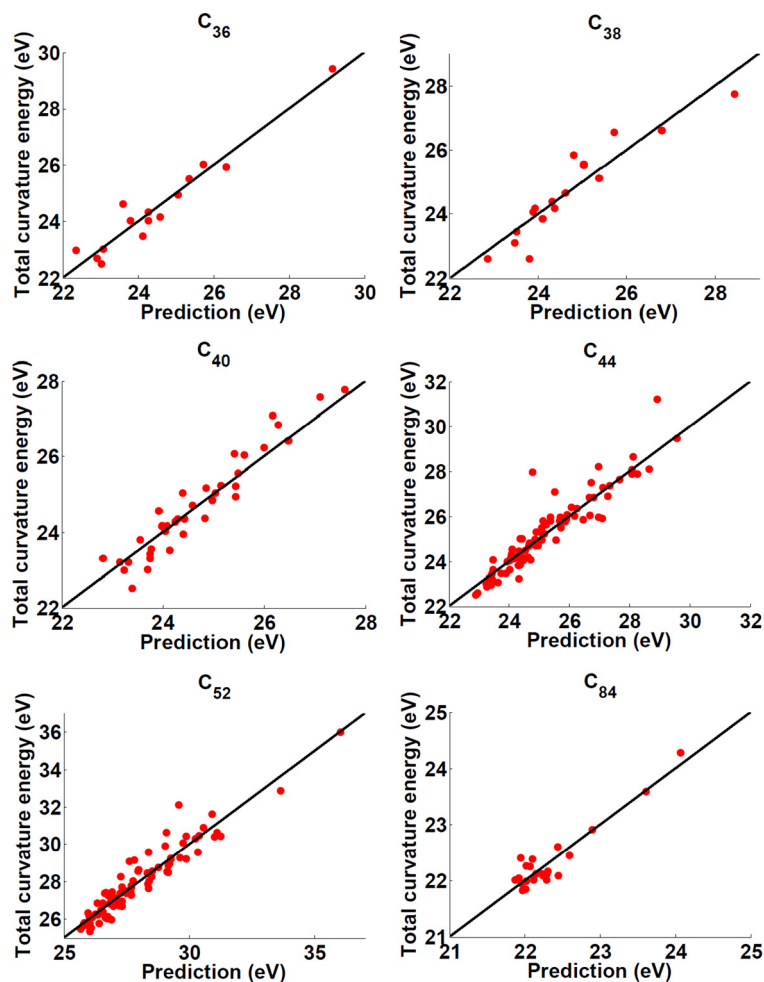 C36
Total curvature energy (eV)
30
28
26
24
22
22 24 26 28 30
Prediction (eV)
C38
Total curvature energy (eV)
28
26
24
22
22 24 26 28
Prediction (eV)
C40
Total curvature energy (eV)
28
26
24
22
22 24 26 28
Prediction (eV)
C44
Total curvature energy (eV)
32
30
28
26
24
22
22 24 26 28 30 32
Prediction (eV)
C52
Total curvature energy (eV)
36
34
32
30
28
26
25 30 35
Prediction (eV)
C84
Total curvature energy (eV)
25
24
23
22
21
21 22 23 24 25
Prediction (eV)